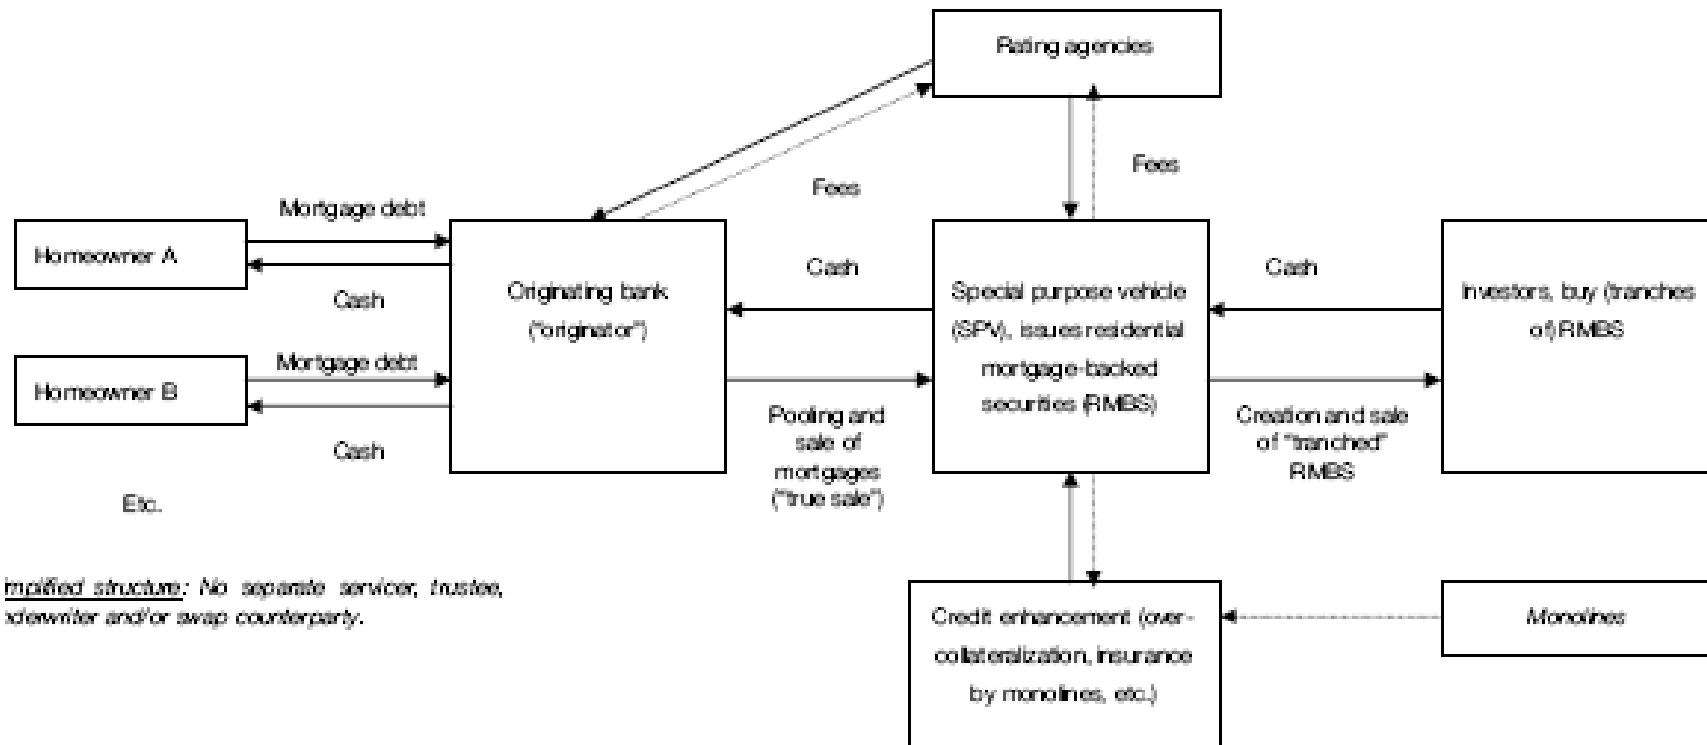 Rating agencies
Fees
Fees
Mortgage debt
Homeowner A
Cash
Mortgage debt
Homeowner B
Cash
Etc.
Originating bank
("originator")
Cash
Pooling and
sale of
mortgages
("true sale")
Special purpose vehicle
(SPV), issues residential
mortgage-backed
securities (RMBS)
Cash
Creation and sale
of "tranched"
RMBS
Investors, buy (tranches
of) RMBS
mplified structure: No separate servicer, trustee,
derwriter and/or swap counterparty.
Credit enhancement (over-
collateralization, insurance
by monolines, etc.)
Monolines